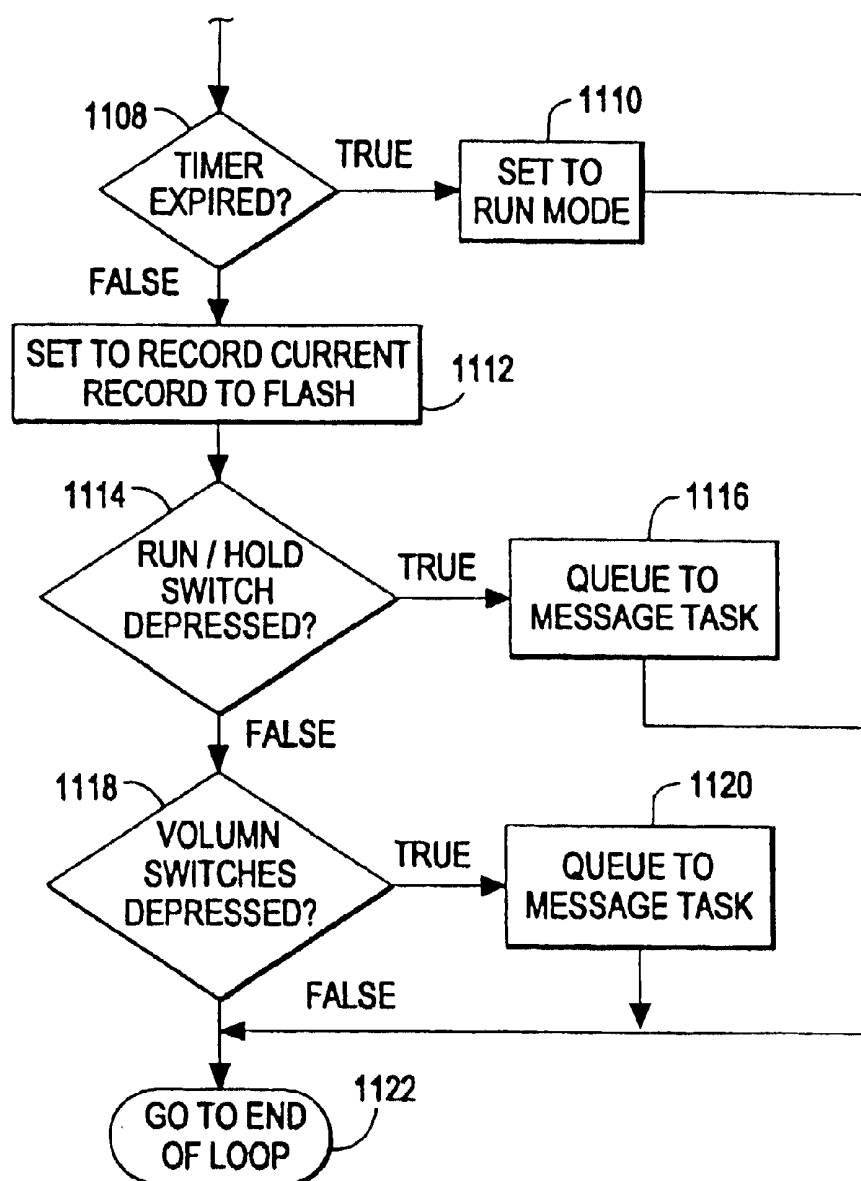 1108
TIMER
EXPIRED?
TRUE
1110
SET TO
RUN MODE
FALSE
SET TO RECORD CURRENT
RECORD TO FLASH
1112
1114
RUN / HOLD
SWITCH
DEPRESSED?
TRUE
1116
QUEUE TO
MESSAGE TASK
FALSE
1118
VOLUMN
SWITCHES
DEPRESSED?
TRUE
1120
QUEUE TO
MESSAGE TASK
FALSE
GO TO END
OF LOOP
1122